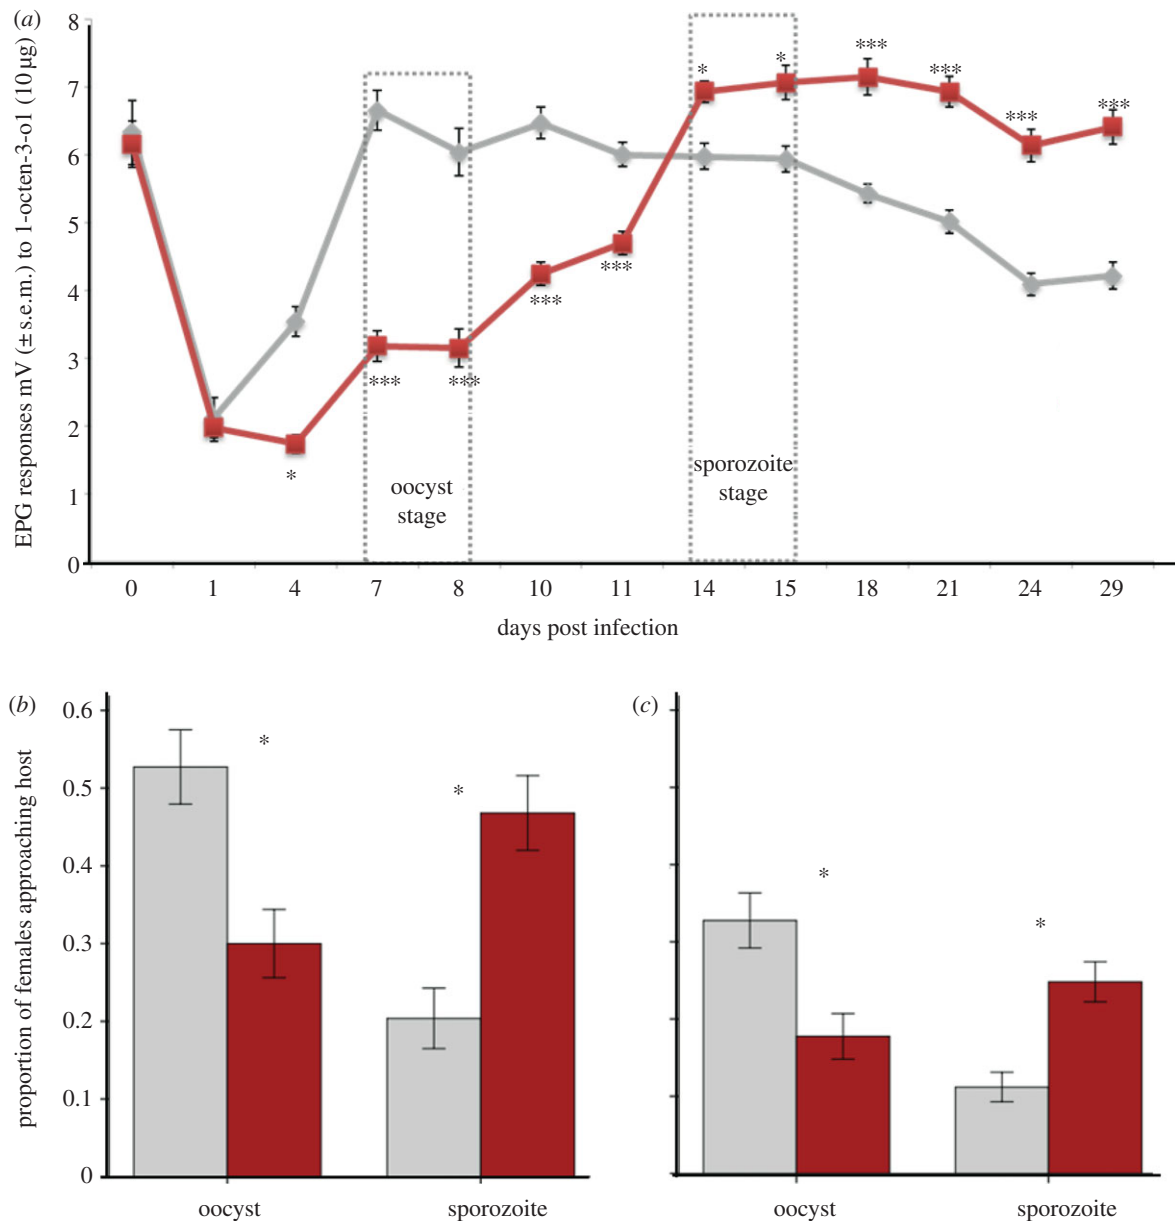 (a)
EPG responses mV (± s.e.m.) to 1-octen-3-o1 (10 µg)
8
7
6
5
4
3
2
1
0
*
***
***
***
***
*
*
***
***
***
***
oocyst
stage
sporozoite
stage
0 1 4 7 8 10 11 14 15 18 21 24 29
days post infection
(b)
proportion of females approaching host
0.6
0.5
0.4
0.3
0.2
0.1
0
*
*
oocyst sporozoite
(c)
*
*
oocyst sporozoite